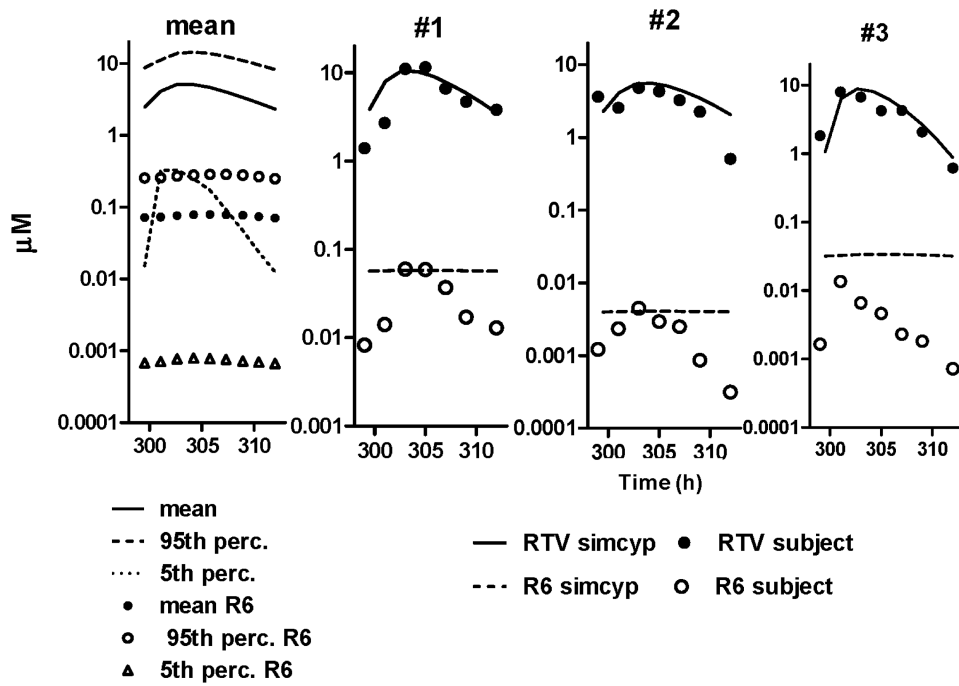 mean
#1
#2
#3
μM
10
1
0.1
0.01
0.001
0.0001
300 305 310
10
1
0.1
0.01
0.001
300 305 310
10
1
0.1
0.01
0.001
0.0001
300 305 310
10
1
0.1
0.01
0.001
0.0001
300 305 310
Time (h)
mean
95th perc.
5th perc.
mean R6
95th perc. R6
5th perc. R6
RTV simcyp
RTV subject
R6 simcyp
R6 subject